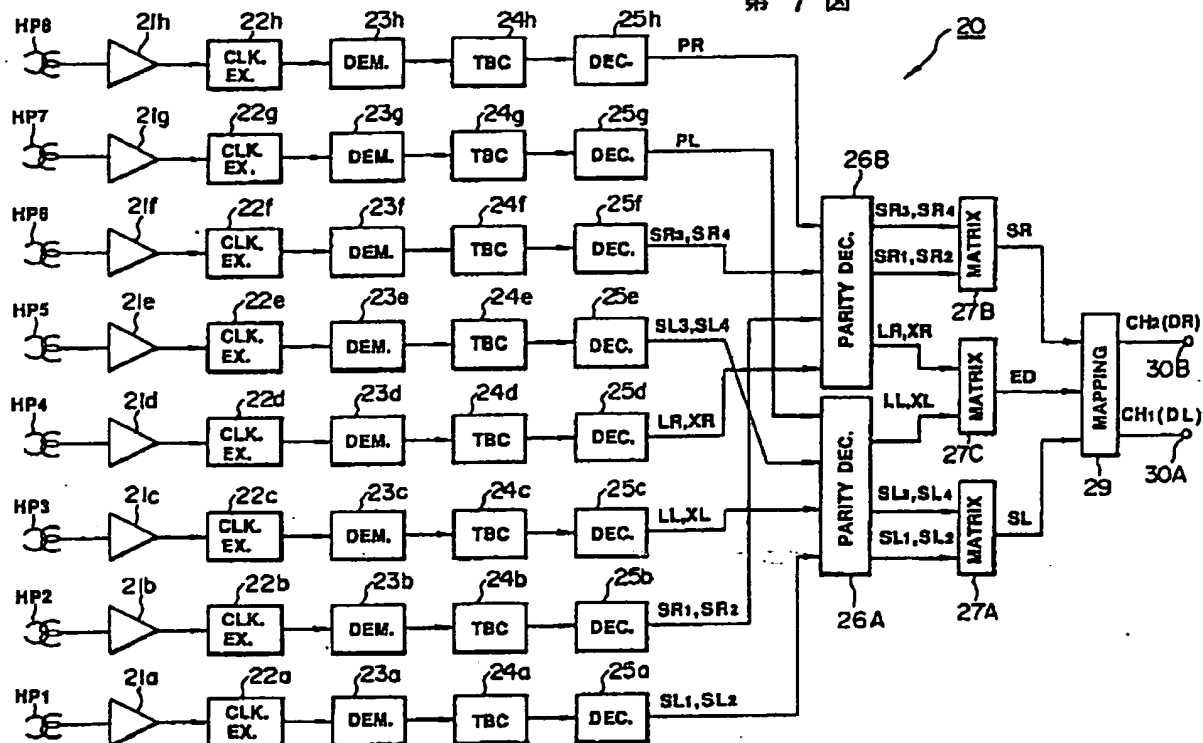 第 7 図
20
HP8
21h
22h
CLK.
EX.
23h
DEM.
24h
TBC
25h
DEC.
PR
HP7
21g
22g
CLK.
EX.
23g
DEM.
24g
TBC
25g
DEC.
PL
HP6
21f
22f
CLK.
EX.
23f
DEM.
24f
TBC
25f
DEC.
SR3,SR4
HP5
21e
22e
CLK.
EX.
23e
DEM.
24e
TBC
25e
DEC.
SL3,SL4
HP4
21d
22d
CLK.
EX.
23d
DEM.
24d
TBC
25d
DEC.
LR,XR
HP3
21c
22c
CLK.
EX.
23c
DEM.
24c
TBC
25c
DEC.
LL,XL
HP2
21b
22b
CLK.
EX.
23b
DEM.
24b
TBC
25b
DEC.
SR1,SR2
HP1
21a
22a
CLK.
EX.
23a
DEM.
24a
TBC
25a
DEC.
SL1,SL2
26B
PARITY DEC.
SR3,SR4
SR1,SR2
MATRIX
27B
SR
LR,XR
LL,XL
MATRIX
27C
ED
PARITY DEC.
26A
SL3,SL4
SL1,SL2
MATRIX
27A
SL
MAPPING
29
CH2(DR)
30B
CH1(DL)
30A